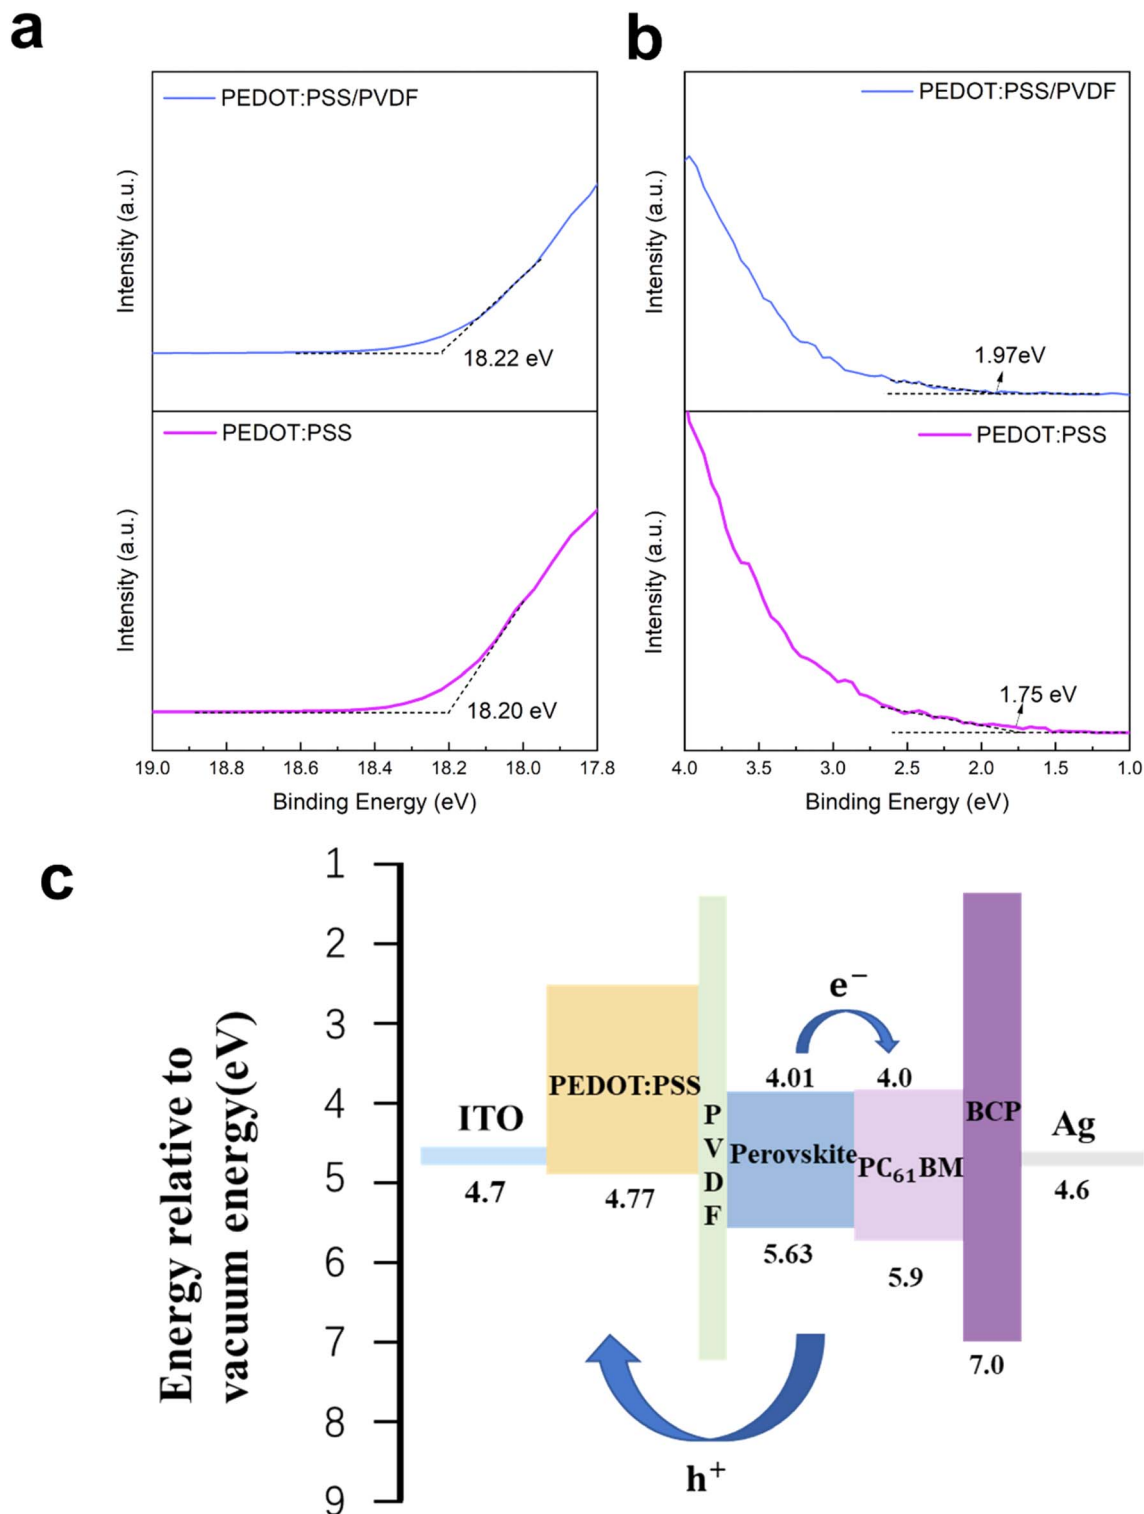 a
PEDOT:PSS/PVDF
Intensity (a.u.)
18.22 eV
PEDOT:PSS
Intensity (a.u.)
18.20 eV
19.0 18.8 18.6 18.4 18.2 18.0 17.8
Binding Energy (eV)
b
PEDOT:PSS/PVDF
Intensity (a.u.)
1.97eV
PEDOT:PSS
Intensity (a.u.)
1.75 eV
4.0 3.5 3.0 2.5 2.0 1.5 1.0
Binding Energy (eV)
c
Energy relative to
vacuum energy(eV)
1
2
3
4
5
6
7
8
9
ITO
4.7
PEDOT:PSS
4.77
PVDF
e⁻
4.01
Perovskite
5.63
4.0
PC₆₁BM
5.9
BCP
7.0
Ag
4.6
h⁺